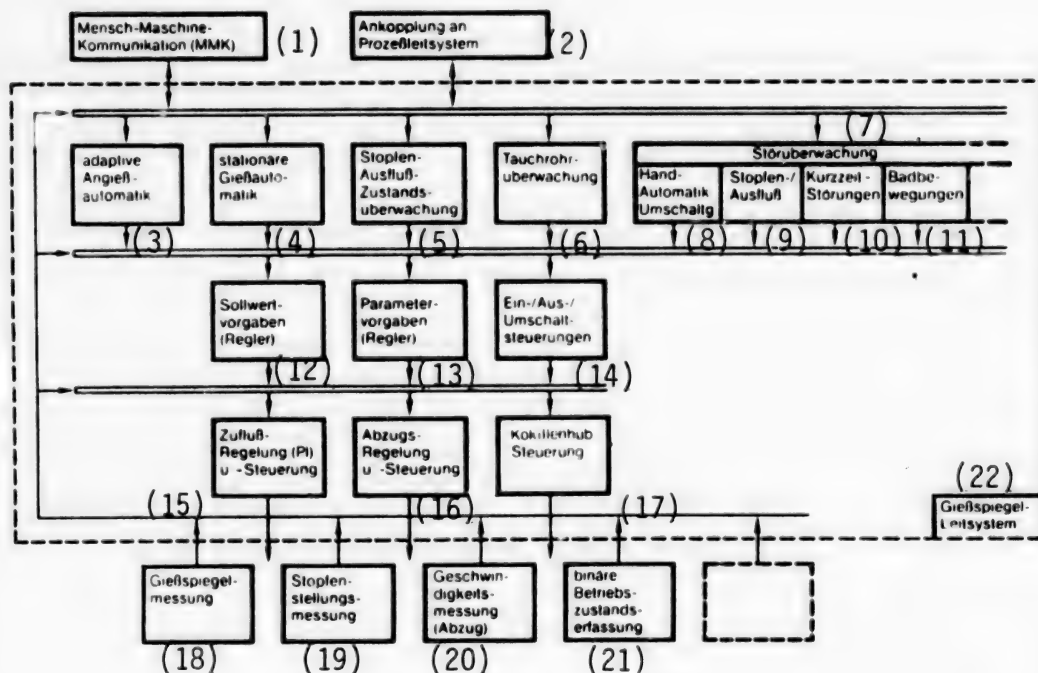 Mensch-Maschine-
Kommunikation (MMK)
(1)
Ankopplung an
Prozeßleitsystem
(2)
(7)
adaptive
Angieß-
automatik
stationäre
Gießauto-
matik
Stopfen-
Ausfluß-
Zustands-
uberwachung
Tauchrohr-
uberwachung
Störuberwachung
Hand-
Automatik
Umschaltg
Stopfen-/
Ausfluß
Kurzzeit-
Störungen
Badbe-
wegungen
(3)
(4)
(5)
(6)
(8)
(9)
(10)
(11)
Sollwert-
vorgaben
(Regler)
Parameter-
vorgaben
(Regler)
Ein-/Aus-/
Umschalt-
steuerungen
(12)
(13)
(14)
Zufluß-
Regelung (PI)
u -Steuerung
Abzugs-
Regelung
u -Steuerung
Kokillenhub
Steuerung
(15)
(16)
(17)
(22)
Gießspiegel-
Leitsystem
Gießspiegel-
messung
Stopfen-
stellungs-
messung
Geschwin-
digkeits-
messung
(Abzug)
binäre
Betriebs-
zustands-
erfassung
(18)
(19)
(20)
(21)